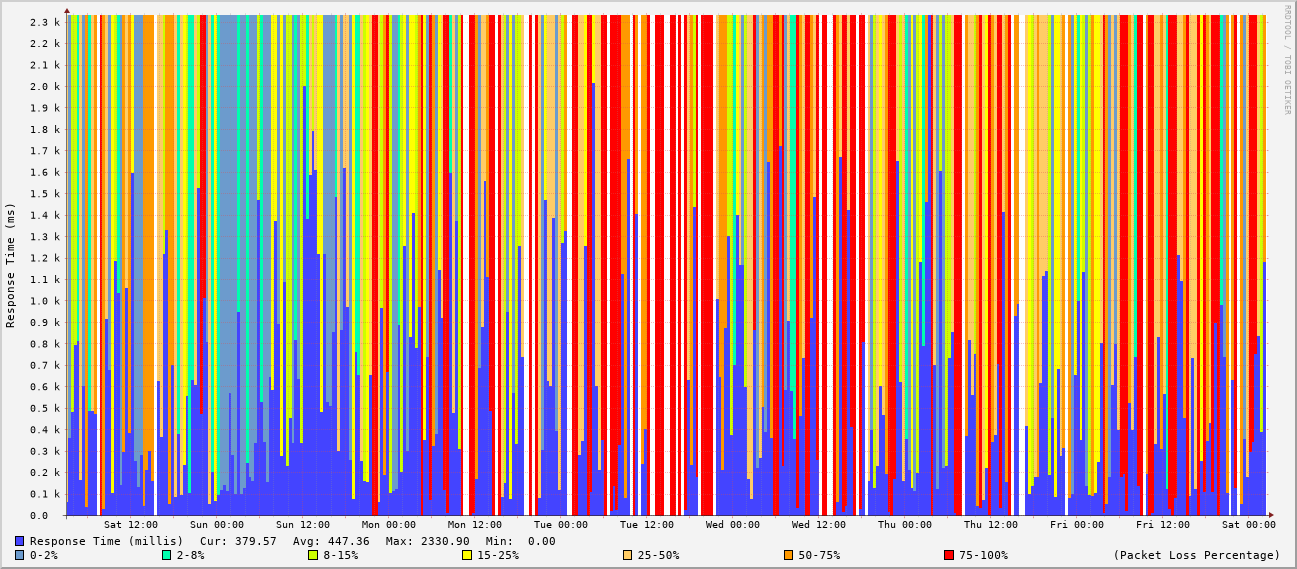 2.3 k
2.2 k
2.1 k
2.0 k
1.9 k
1.8 k
1.7 k
1.6 k
1.5 k
1.4 k
1.3 k
1.2 k
1.1 k
1.0 k
0.9 k
0.8 k
0.7 k
0.6 k
0.5 k
0.4 k
0.3 k
0.2 k
0.1 k
0.0
Response Time (ms)
RRDTOOL / TOBI OETIKER
Sat 12:00 Sun 00:00 Sun 12:00 Mon 00:00 Mon 12:00 Tue 00:00 Tue 12:00 Wed 00:00 Wed 12:00 Thu 00:00 Thu 12:00 Fri 00:00 Fri 12:00 Sat 00:00
Response Time (millis) Cur: 379.57 Avg: 447.36 Max: 2330.90 Min: 0.00
0-2% 2-8% 8-15% 15-25% 25-50% 50-75% 75-100% (Packet Loss Percentage)